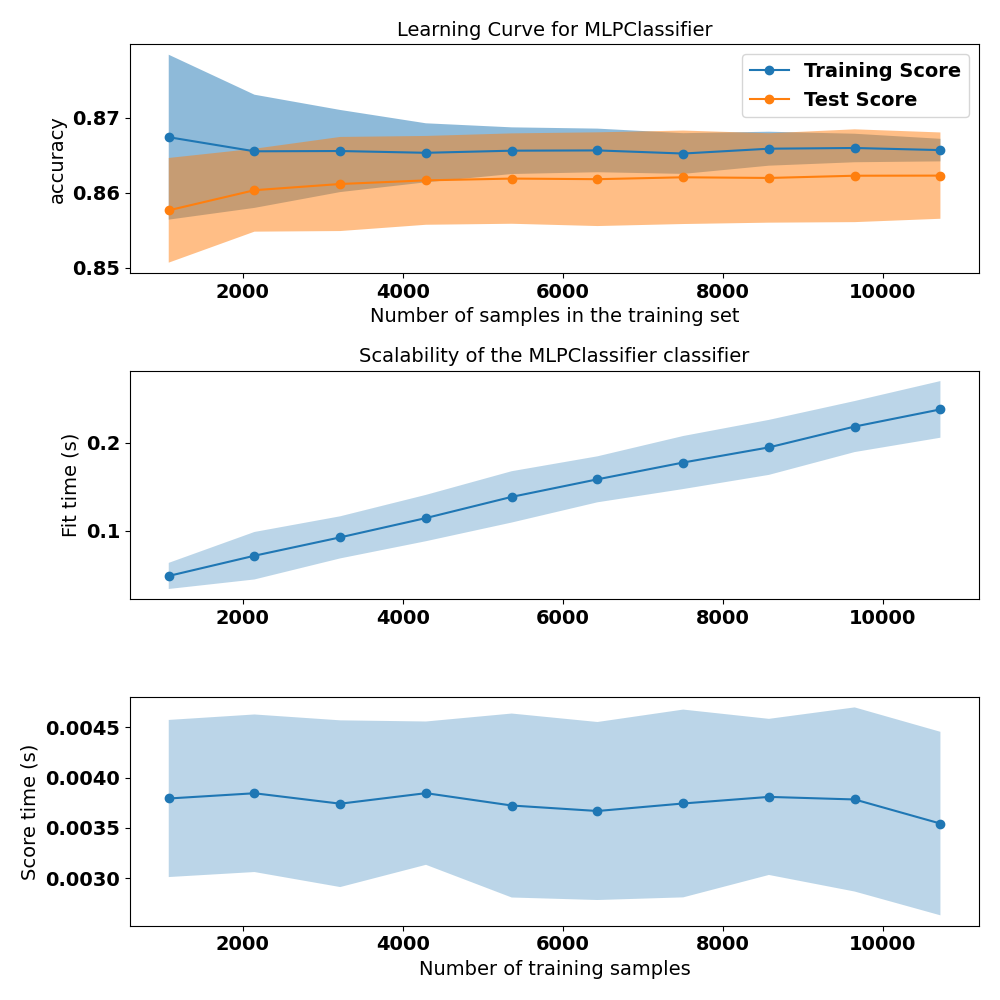 Learning Curve for MLPClassifier
Training Score
Test Score
0.87
0.86
0.85
accuracy
2000 4000 6000 8000 10000
Number of samples in the training set
Scalability of the MLPClassifier classifier
0.2
0.1
Fit time (s)
2000 4000 6000 8000 10000
0.0045
0.0040
0.0035
0.0030
Score time (s)
2000 4000 6000 8000 10000
Number of training samples